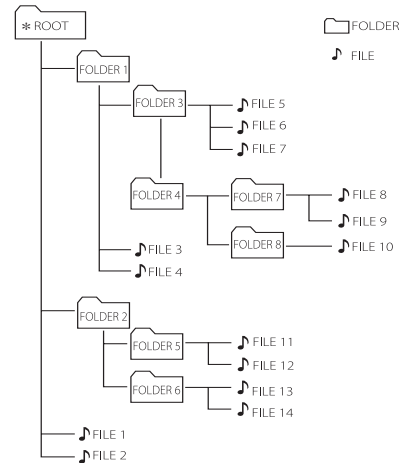 * ROOT
FOLDER
FILE
FOLDER 1
FOLDER 3
FILE 5
FILE 6
FILE 7
FOLDER 4
FOLDER 7
FILE 8
FILE 9
FOLDER 8
FILE 10
FILE 3
FILE 4
FOLDER 2
FOLDER 5
FILE 11
FILE 12
FOLDER 6
FILE 13
FILE 14
FILE 1
FILE 2